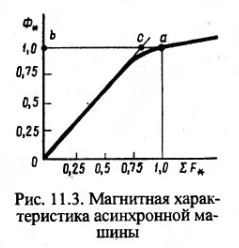 Ф*
b
c
a
1,0
0,75
0,5
0,25
0
0,25
0,5
0,75
1,0
ΣF*
Рис. 11.3. Магнитная харак-
теристика асинхронной ма-
шины